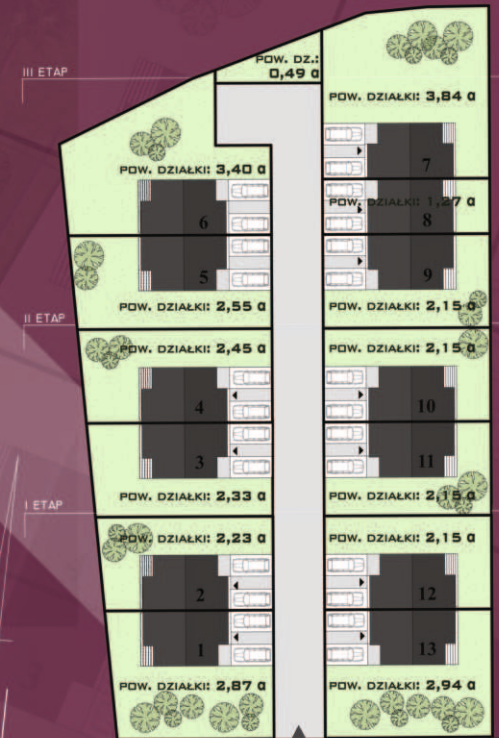 POW. DZ.:
0,49 a
III ETAP
POW. DZIAŁKI: 3,84 a
7
POW. DZIAŁKI: 3,40 a
6
POW. DZIAŁKI: 1,27 a
8
5
9
POW. DZIAŁKI: 2,55 a
POW. DZIAŁKI: 2,15 a
II ETAP
POW. DZIAŁKI: 2,45 a
POW. DZIAŁKI: 2,15 a
4
10
3
11
POW. DZIAŁKI: 2,33 a
POW. DZIAŁKI: 2,15 a
I ETAP
POW. DZIAŁKI: 2,23 a
POW. DZIAŁKI: 2,15 a
2
12
1
13
POW. DZIAŁKI: 2,87 a
POW. DZIAŁKI: 2,94 a